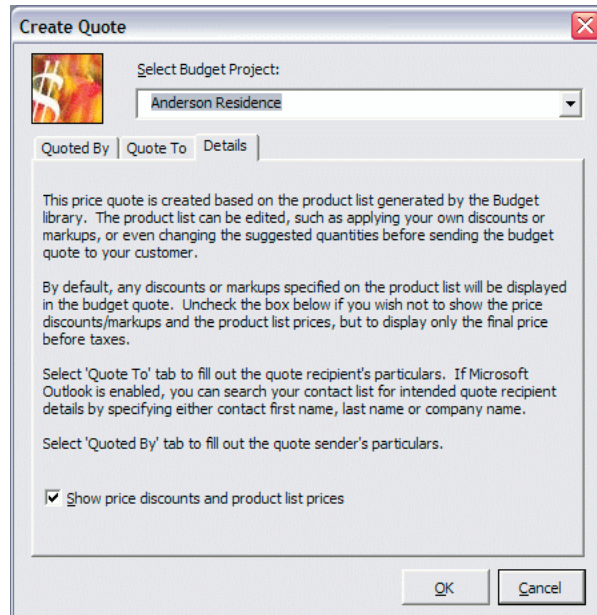 Create Quote
$
Select Budget Project:
Anderson Residence
Quoted By Quote To Details
This price quote is created based on the product list generated by the Budget
library. The product list can be edited, such as applying your own discounts or
markups, or even changing the suggested quantities before sending the budget
quote to your customer.
By default, any discounts or markups specified on the product list will be displayed
in the budget quote. Uncheck the box below if you wish not to show the price
discounts/markups and the product list prices, but to display only the final price
before taxes.
Select 'Quote To' tab to fill out the quote recipient's particulars. If Microsoft
Outlook is enabled, you can search your contact list for intended quote recipient
details by specifying either contact first name, last name or company name.
Select 'Quoted By' tab to fill out the quote sender's particulars.
Show price discounts and product list prices
OK Cancel